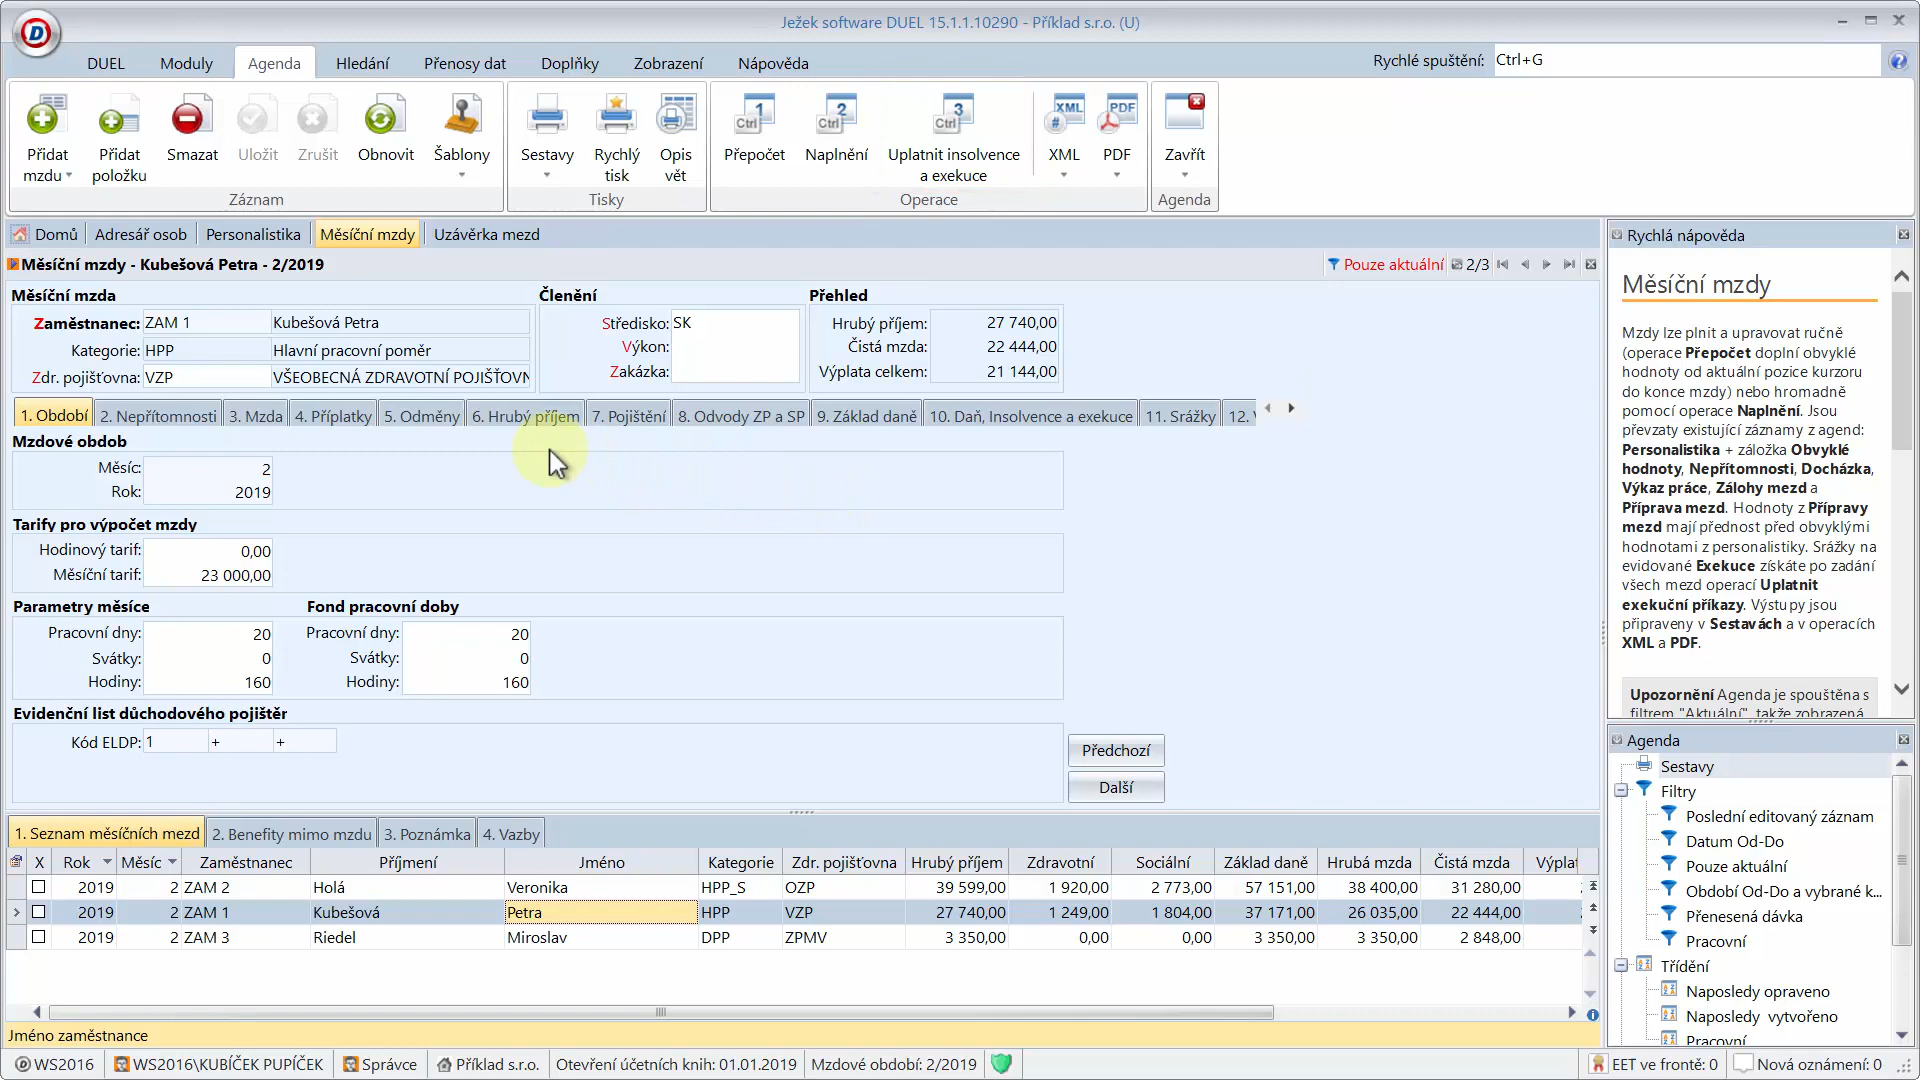 Ježek software DUEL 15.1.1.10290 - Příklad s.r.o. (U)
DUEL Moduly Agenda Hledání Přenosy dat Doplňky Zobrazení Nápověda
Rychlé spuštění: Ctrl+G
Přidat mzdu
Přidat položku
Smazat
Uložit
Zrušit
Obnovit
Šablony
Záznam
Sestavy
Rychlý tisk
Opis vět
Tisky
1 Ctrl Přepočet
2 Ctrl Naplnění
3 Ctrl Uplatnit insolvence a exekuce
XML # XML
PDF PDF
Operace
Zavřít
Agenda
Domů Adresář osob Personalistika Měsíční mzdy Uzávěrka mezd
Měsíční mzdy - Kubešová Petra - 2/2019
Pouze aktuální 2/3
Měsíční mzda
Zaměstnanec: ZAM 1 Kubešová Petra
Kategorie: HPP Hlavní pracovní poměr
Zdr. pojišťovna: VZP VŠEOBECNÁ ZDRAVOTNÍ POJIŠŤOVN
Členění
Středisko: SK
Výkon:
Zakázka:
Přehled
Hrubý příjem: 27 740,00
Čistá mzda: 22 444,00
Výplata celkem: 21 144,00
1. Období 2. Nepřítomnosti 3. Mzda 4. Příplatky 5. Odměny 6. Hrubý příjem 7. Pojištění 8. Odvody ZP a SP 9. Základ daně 10. Daň, Insolvence a exekuce 11. Srážky 12.
Mzdové obdob
Měsíc: 2
Rok: 2019
Tarify pro výpočet mzdy
Hodinový tarif: 0,00
Měsíční tarif: 23 000,00
Parametry měsíce
Pracovní dny: 20
Svátky: 0
Hodiny: 160
Fond pracovní doby
Pracovní dny: 20
Svátky: 0
Hodiny: 160
Evidenční list důchodového pojištěr
Kód ELDP: 1 + +
Předchozí
Další
1. Seznam měsíčních mezd 2. Benefity mimo mzdu 3. Poznámka 4. Vazby
X Rok Měsíc Zaměstnanec Příjmení Jméno Kategorie Zdr. pojišťovna Hrubý příjem Zdravotní Sociální Základ daně Hrubá mzda Čistá mzda Výplat
2019 2 ZAM 2 Holá Veronika HPP_S OZP 39 599,00 1 920,00 2 773,00 57 151,00 38 400,00 31 280,00
2019 2 ZAM 1 Kubešová Petra HPP VZP 27 740,00 1 249,00 1 804,00 37 171,00 26 035,00 22 444,00
2019 2 ZAM 3 Riedel Miroslav DPP ZPMV 3 350,00 0,00 0,00 3 350,00 3 350,00 2 848,00
Jméno zaměstnance
WS2016 WS2016\KUBÍČEK PUPÍČEK Správce Příklad s.r.o. Otevření účetních knih: 01.01.2019 Mzdové období: 2/2019
EET ve frontě: 0 Nová oznámení: 0
Rychlá nápověda
Měsíční mzdy
Mzdy lze plnit a upravovat ručně
(operace Přepočet doplní obvyklé
hodnoty od aktuální pozice kurzoru
do konce mzdy) nebo hromadně
pomocí operace Naplnění. Jsou
převzaty existující záznamy z agend:
Personalistika + záložka Obvyklé
hodnoty, Nepřítomnosti, Docházka,
Výkaz práce, Zálohy mezd a
Příprava mezd. Hodnoty z Přípravy
mezd mají přednost před obvyklými
hodnotami z personalistiky. Srážky na
evidované Exekuce získáte po zadání
všech mezd operací Uplatnit
exekuční příkazy. Výstupy jsou
připraveny v Sestavách a v operacích
XML a PDF.
Upozornění Agenda je spouštěna s
filtrem "Aktuální", takže zobrazená
Agenda
Sestavy
Filtry
Poslední editovaný záznam
Datum Od-Do
Pouze aktuální
Období Od-Do a vybrané k...
Přenesená dávka
Pracovní
Třídění
Naposledy opraveno
Naposledy vytvořeno
Pracovní